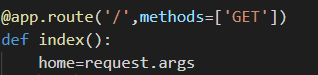 @app.route('/',methods=['GET'])
def index():
    home=request.args